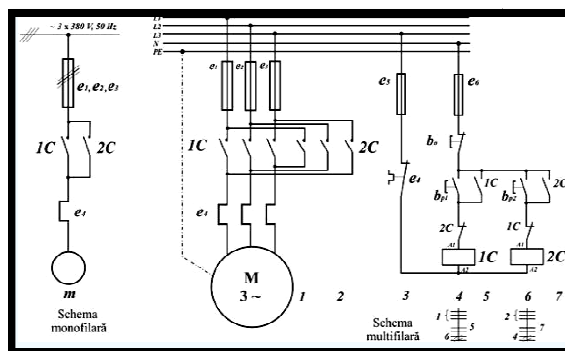 ~ 3 x 380 V, 50 Hz
L1
L2
L3
N
PE
e1, e2, e3
e1
e2
e3
e5
e6
1C
2C
1C
2C
b0
bp1
1C
bp2
2C
e4
e4
e4
2C
1C
A1
1C
A2
A1
2C
A2
m
M
3 ~
1 2 3 4 5 6 7
Schema
monofilară
Schema
multifilară
1
5
6
2
7
4